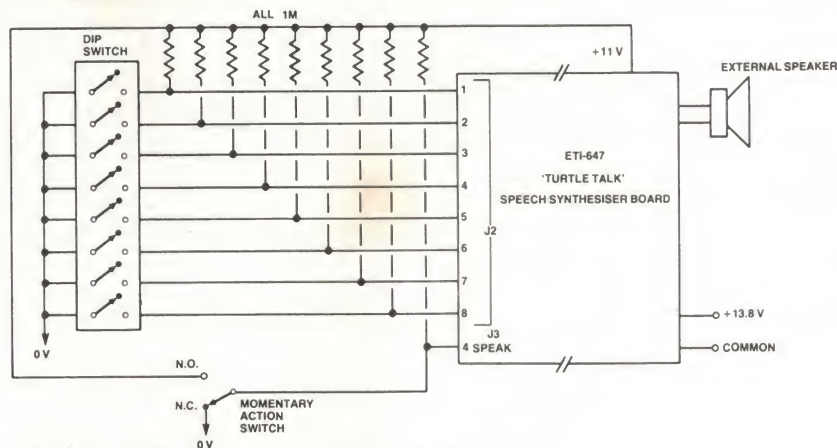 ALL 1M
DIP
SWITCH
+11 V
EXTERNAL SPEAKER
1
2
3
4
5
6
7
8
J2
J3
4 SPEAK
ETI-647
'TURTLE TALK'
SPEECH SYNTHESISER BOARD
+13.8 V
COMMON
0 V
N.O.
N.C.
MOMENTARY
ACTION
SWITCH
0 V